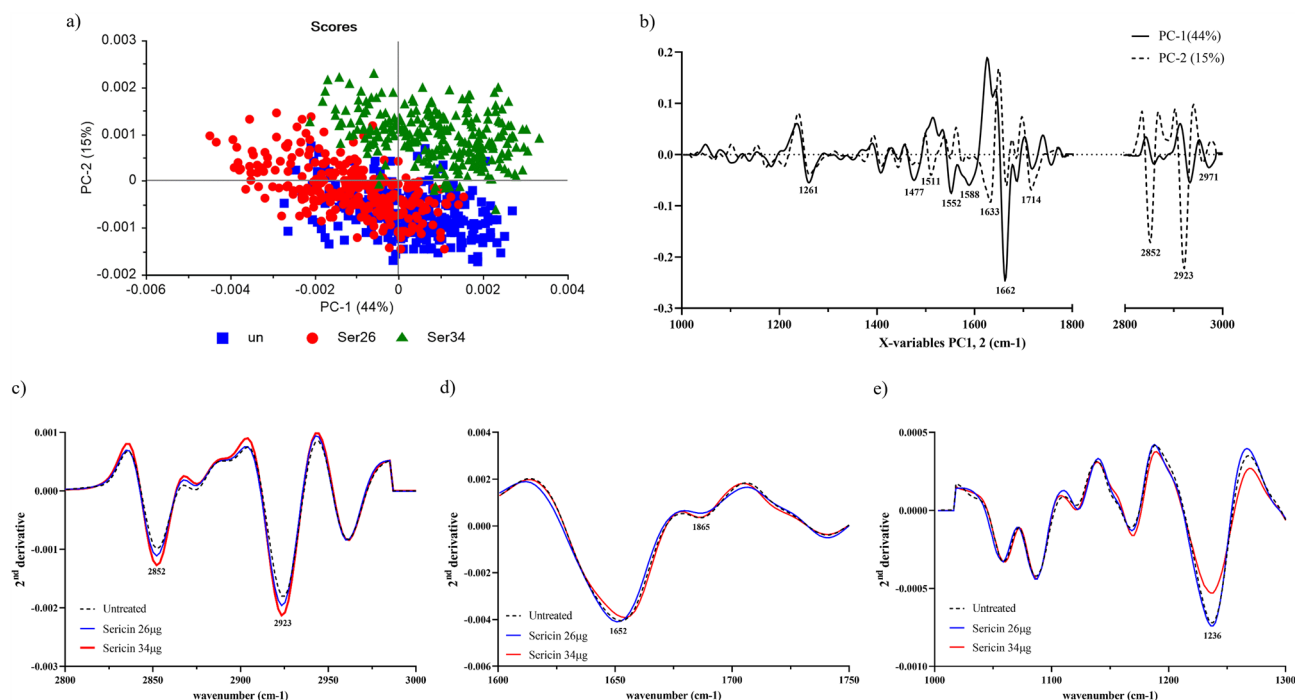 a)
Scores
0.003
0.002
0.001
0
-0.001
-0.002
PC-2 (15%)
-0.006
-0.004
-0.002
0
0.002
0.004
PC-1 (44%)
un
Ser26
Ser34
b)
PC-1(44%)
PC-2 (15%)
0.2
0.1
0.0
-0.1
-0.2
-0.3
1261
1477
1511
1552
1588
1633
1662
1714
2852
2923
2971
1000
1200
1400
1600
1800
2800
3000
X-variables PC1, 2 (cm-1)
c)
0.001
0.000
-0.001
-0.002
-0.003
2nd derivative
2852
2923
Untreated
Sericin 26µg
Sericin 34µg
2800
2850
2900
2950
3000
wavenumber (cm-1)
d)
0.004
0.002
0.000
-0.002
-0.004
-0.006
2nd derivative
1865
1652
Untreated
Sericin 26µg
Sericin 34µg
1600
1650
1700
1750
wavenumber (cm-1)
e)
0.0005
0.0000
-0.0005
-0.0010
2nd derivative
1236
Untreated
Sericin 26µg
Sericin 34µg
1000
1100
1200
1300
wavenumber (cm-1)